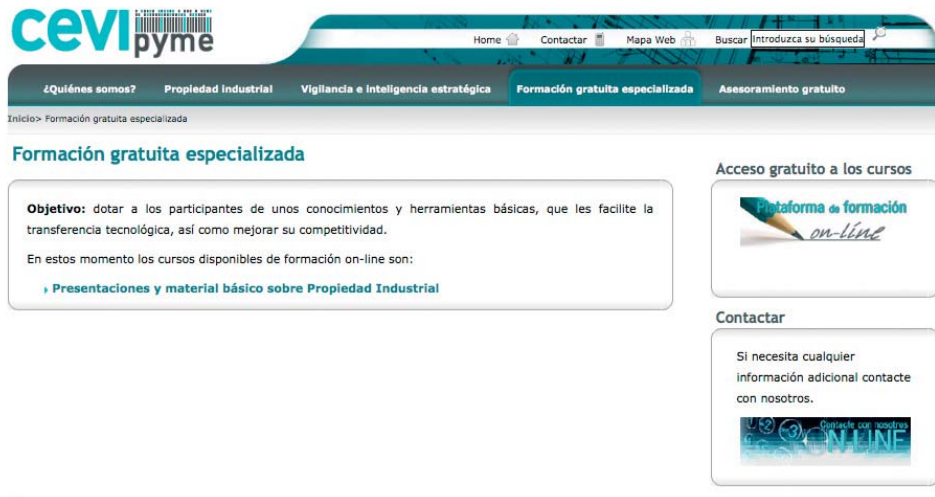 cevipyme
Home Contactar Mapa Web Buscar Introduzca su búsqueda
¿Quiénes somos? Propiedad industrial Vigilancia e inteligencia estratégica Formación gratuita especializada Asesoramiento gratuito
Inicio> Formación gratuita especializada
Formación gratuita especializada
Objetivo: dotar a los participantes de unos conocimientos y herramientas básicas, que les facilite la
transferencia tecnológica, así como mejorar su competitividad.
En estos momento los cursos disponibles de formación on-line son:
Presentaciones y material básico sobre Propiedad Industrial
Acceso gratuito a los cursos
Plataforma de formación
on-line
Contactar
Si necesita cualquier
información adicional contacte
con nosotros.
Contacte con nosotros
ON LINE